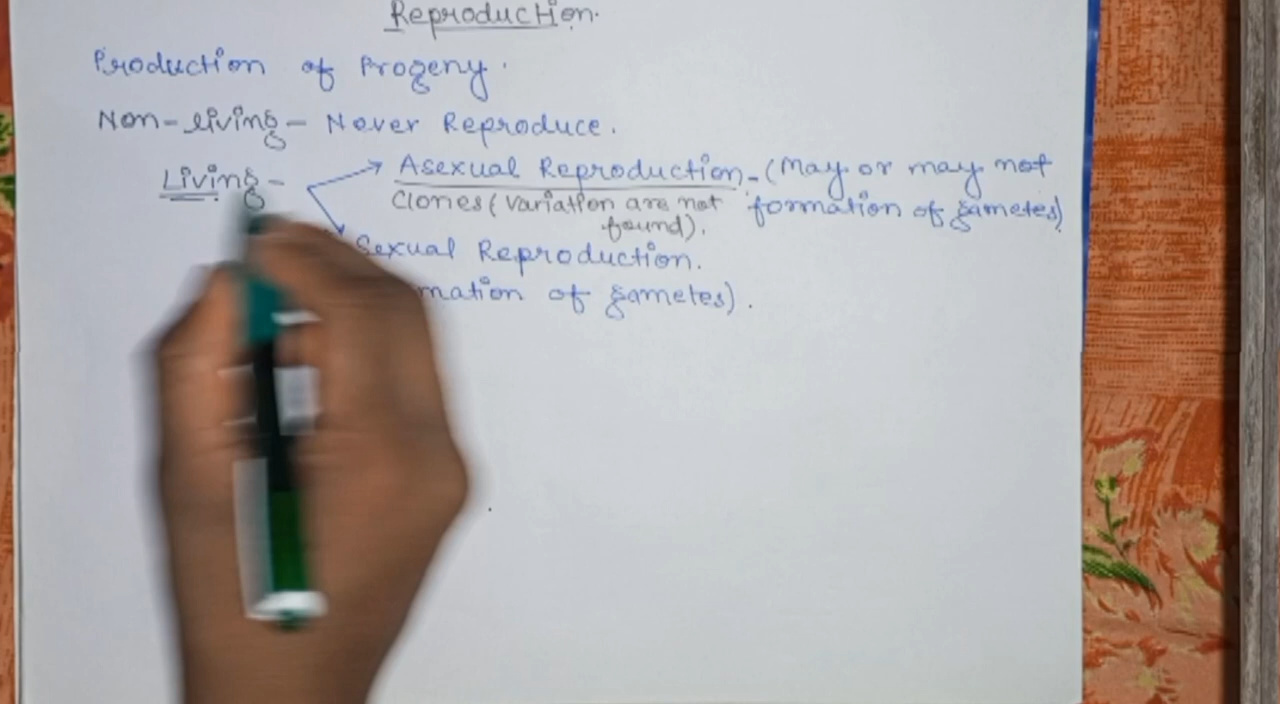 Reproduction.
Production of Progeny.
Non-living - Never Reproduce.
Living - Asexual Reproduction - (May or may not
Clones (variation are not formation of gametes)
found).
Sexual Reproduction.
of gametes).